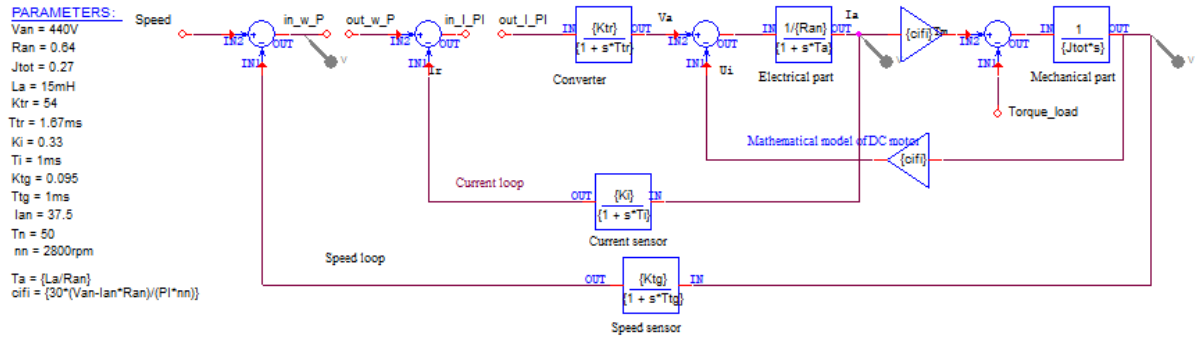 PARAMETERS:
Van = 440V
Ran = 0.64
Jtot = 0.27
La = 15mH
Ktr = 54
Ttr = 1.67ms
Ki = 0.33
Ti = 1ms
Ktg = 0.095
Ttg = 1ms
Ian = 37.5
Tn = 50
nn = 2800rpm
Ta = {La/Ran}
cifi = {30*(Van-Ian*Ran)/(PI*nn)}
Speed
IN2
OUT
IN1
in_w_P
V
out_w_P
IN2
OUT
IN1
Ir
in_I_PI
out_I_PI
IN
{Ktr}
1 + s*Ttr}
OUT
Converter
Va
IN2
OUT
IN1
Ui
IN
1/{Ran}
{1 + s*Ta}
OUT
Electrical part
Ia
V
{cifi}
Tm
IN2
OUT
IN1
Torque_load
IN
1
{Jtot*s}
OUT
Mechanical part
V
Mathematical model of DC motor
{cifi}
Current loop
OUT
{Ki}
{1 + s*Ti}
IN
Current sensor
Speed loop
OUT
{Ktg}
{1 + s*Ttg}
IN
Speed sensor